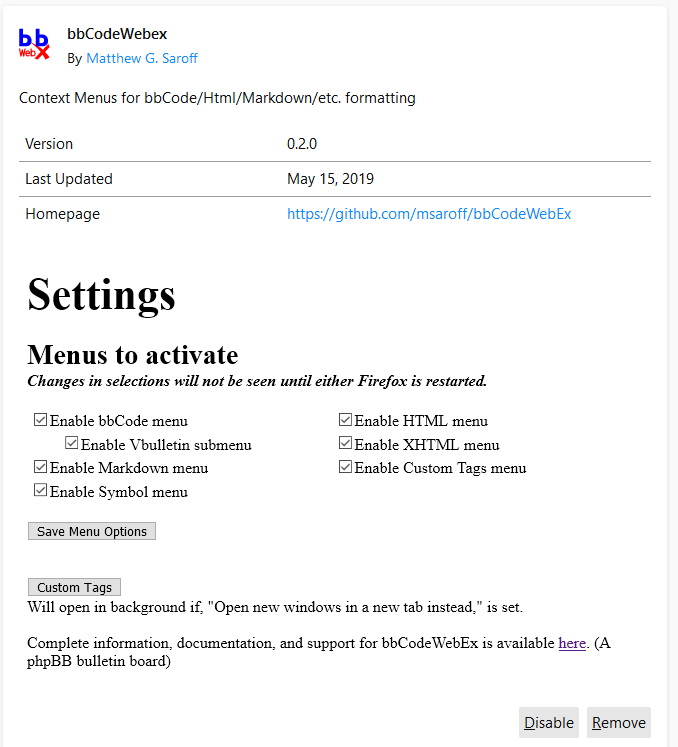 bb
WebX
bbCodeWebex
By Matthew G. Saroff
Context Menus for bbCode/Html/Markdown/etc. formatting
Version 0.2.0
Last Updated May 15, 2019
Homepage https://github.com/msaroff/bbCodeWebEx
Settings
Menus to activate
Changes in selections will not be seen until either Firefox is restarted.
Enable bbCode menu Enable HTML menu
Enable Vbulletin submenu Enable XHTML menu
Enable Markdown menu Enable Custom Tags menu
Enable Symbol menu
Save Menu Options
Custom Tags
Will open in background if, "Open new windows in a new tab instead," is set.
Complete information, documentation, and support for bbCodeWebEx is available here. (A
phpBB bulletin board)
Disable Remove